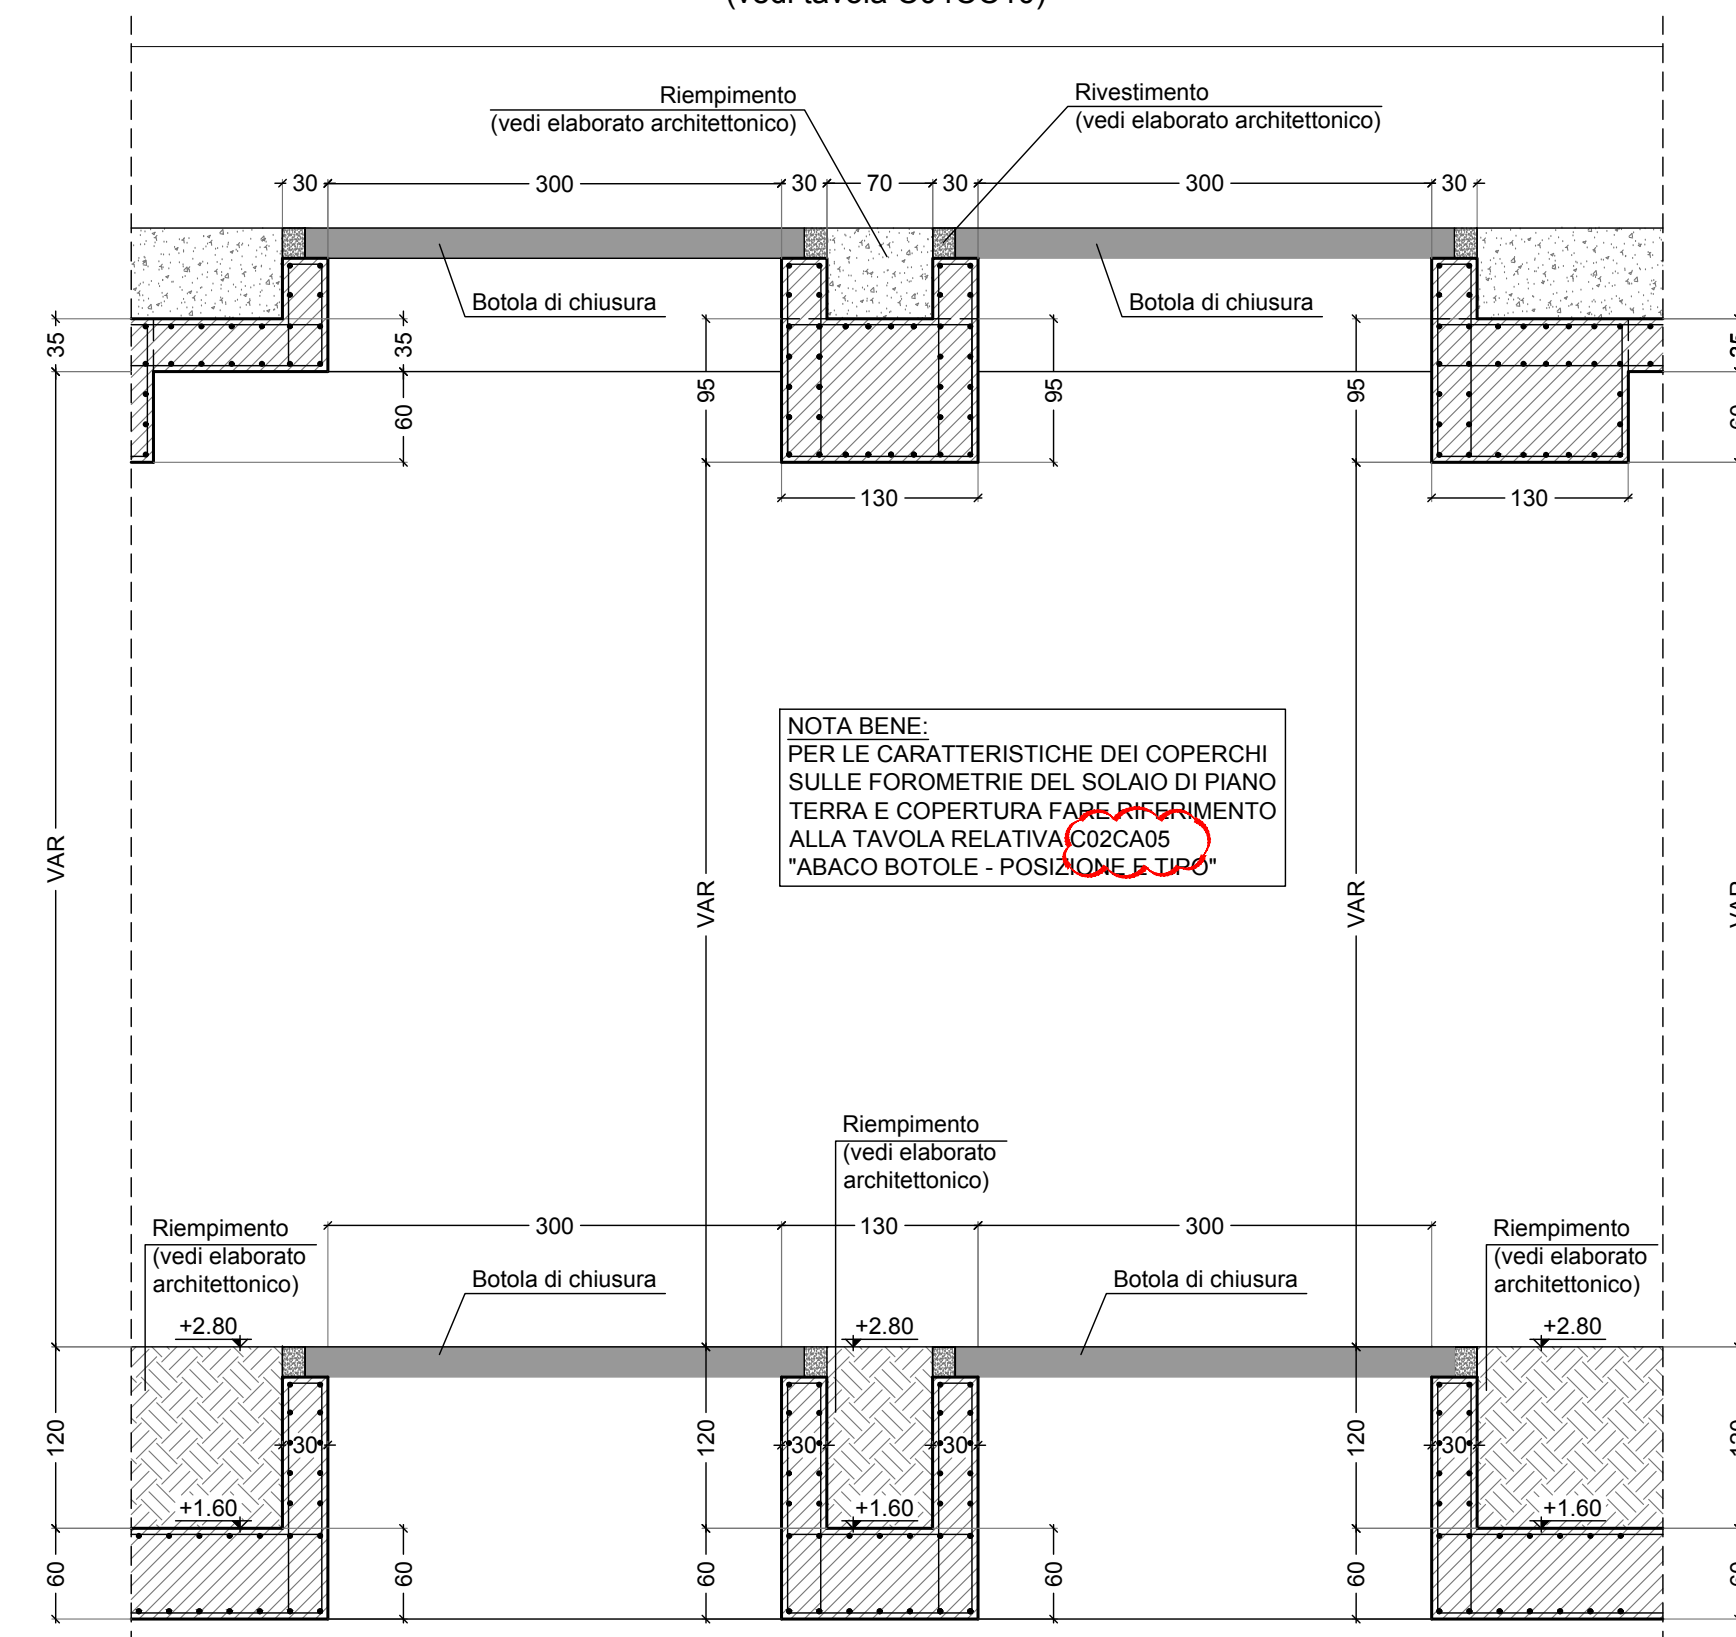 (vedi tavola
Riempimento
(vedi elaborato architettonico)
Rivestimento
(vedi elaborato architettonico)
30 300 30 70 30 300 30
Botola di chiusura
Botola di chiusura
35
35
60
95
95
95
35
60
130
130
NOTA BENE:
PER LE CARATTERISTICHE DEI COPERCHI
SULLE FOROMETRIE DEL SOLAIO DI PIANO
TERRA E COPERTURA FARE RIFERIMENTO
ALLA TAVOLA RELATIVA C02CA05
"ABACO BOTOLE - POSIZIONE E TIPO"
VAR
VAR
VAR
VAR
Riempimento
(vedi elaborato
architettonico)
Riempimento
(vedi elaborato
architettonico)
300 130 300
Riempimento
(vedi elaborato
architettonico)
Botola di chiusura
Botola di chiusura
+2.80
+2.80
+2.80
120
30
120
30
30
120
30
120
+1.60
+1.60
+1.60
60
60
60
60
60
60